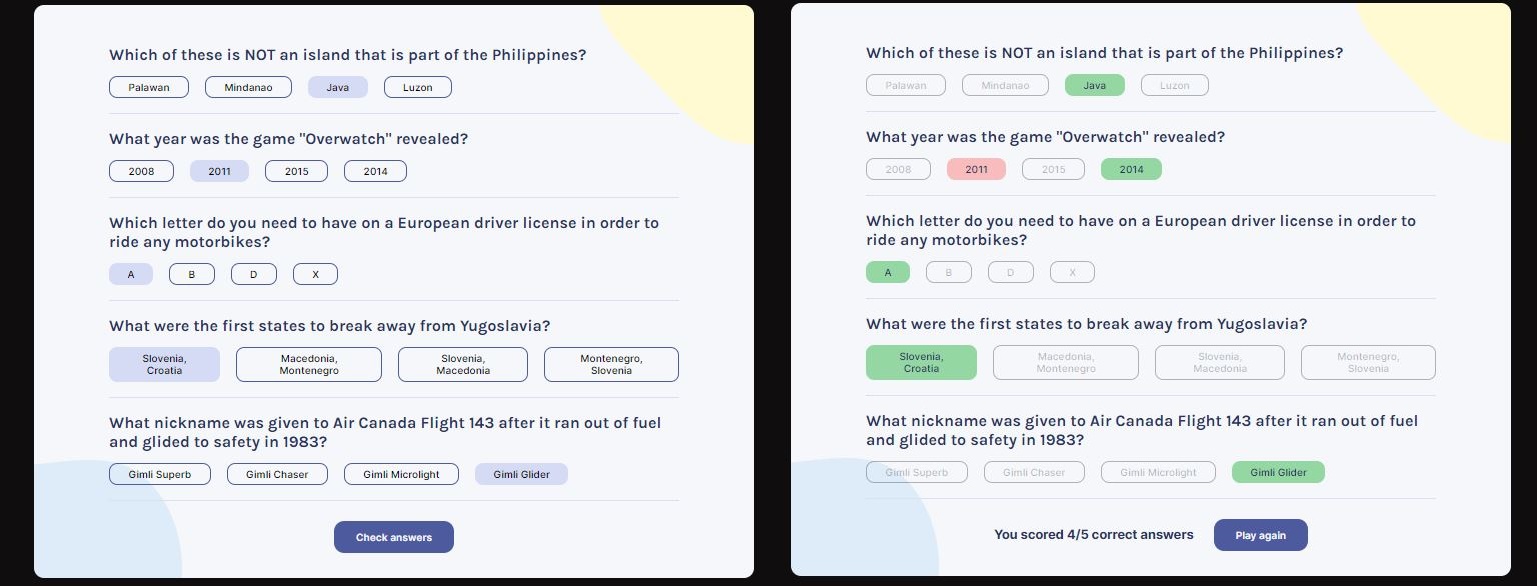 Which of these is NOT an island that is part of the Philippines?
Palawan Mindanao Java Luzon
What year was the game "Overwatch" revealed?
2008 2011 2015 2014
Which letter do you need to have on a European driver license in order to
ride any motorbikes?
A B D X
What were the first states to break away from Yugoslavia?
Slovenia, Macedonia, Slovenia, Montenegro,
Croatia Montenegro Macedonia Slovenia
What nickname was given to Air Canada Flight 143 after it ran out of fuel
and glided to safety in 1983?
Gimli Superb Gimli Chaser Gimli Microlight Gimli Glider
Check answers
Which of these is NOT an island that is part of the Philippines?
Palawan Mindanao Java Luzon
What year was the game "Overwatch" revealed?
2008 2011 2015 2014
Which letter do you need to have on a European driver license in order to
ride any motorbikes?
A B D X
What were the first states to break away from Yugoslavia?
Slovenia, Macedonia, Slovenia, Montenegro,
Croatia Montenegro Macedonia Slovenia
What nickname was given to Air Canada Flight 143 after it ran out of fuel
and glided to safety in 1983?
Gimli Superb Gimli Chaser Gimli Microlight Gimli Glider
You scored 4/5 correct answers Play again